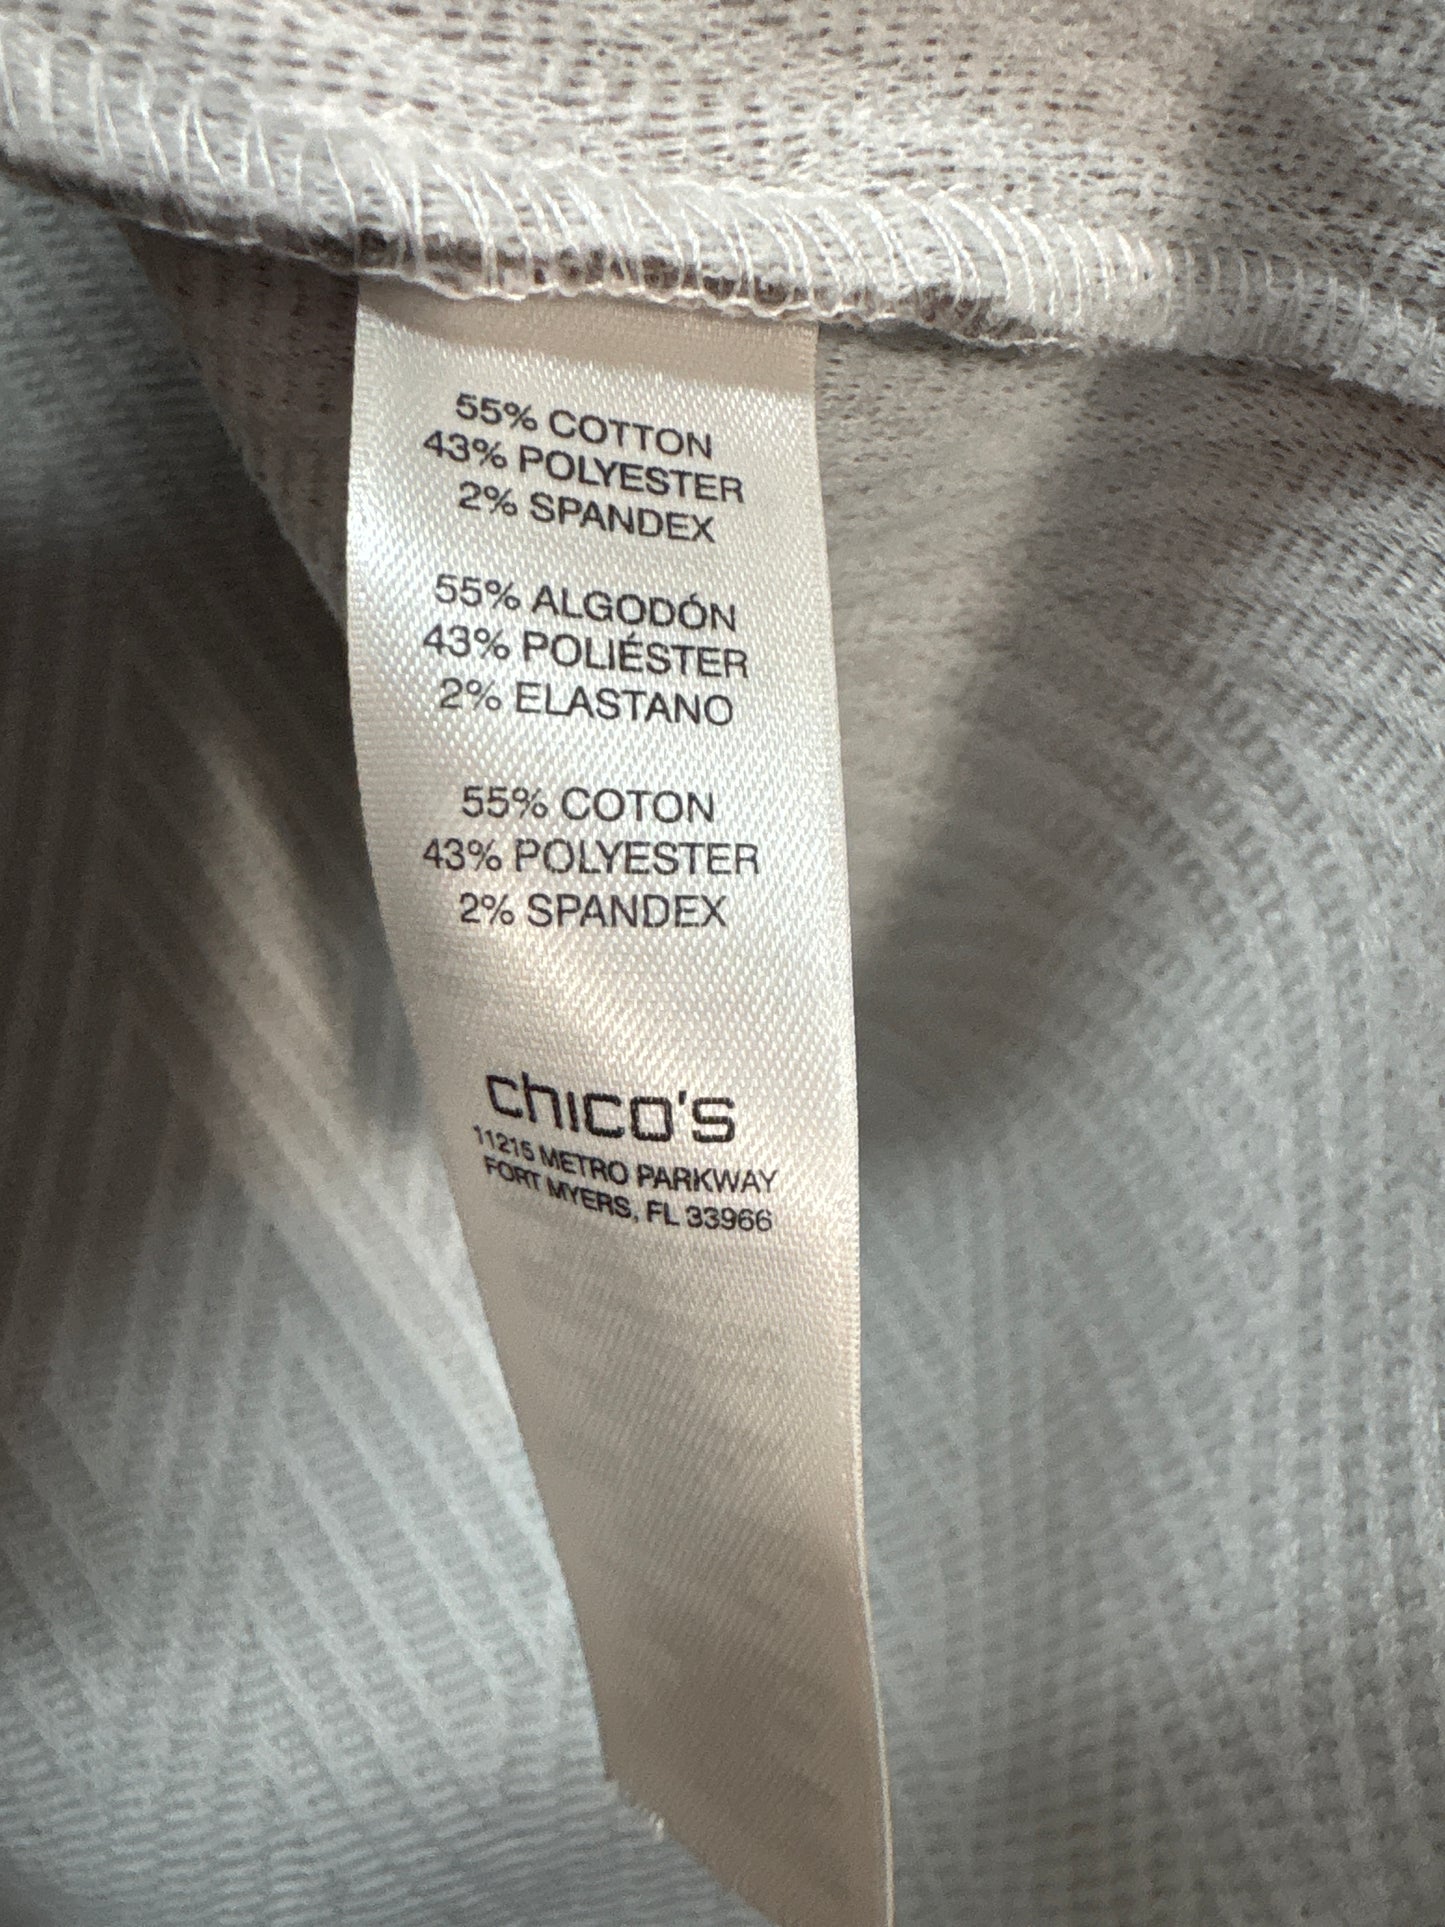 55% COTTON
43% POLYESTER
2% SPANDEX
55% ALGODÓN
43% POLIÉSTER
2% ELASTANO
55% COTON
43% POLYESTER
2% SPANDEX
chico's
11215 METRO PARKWAY
FORT MYERS, FL 33966